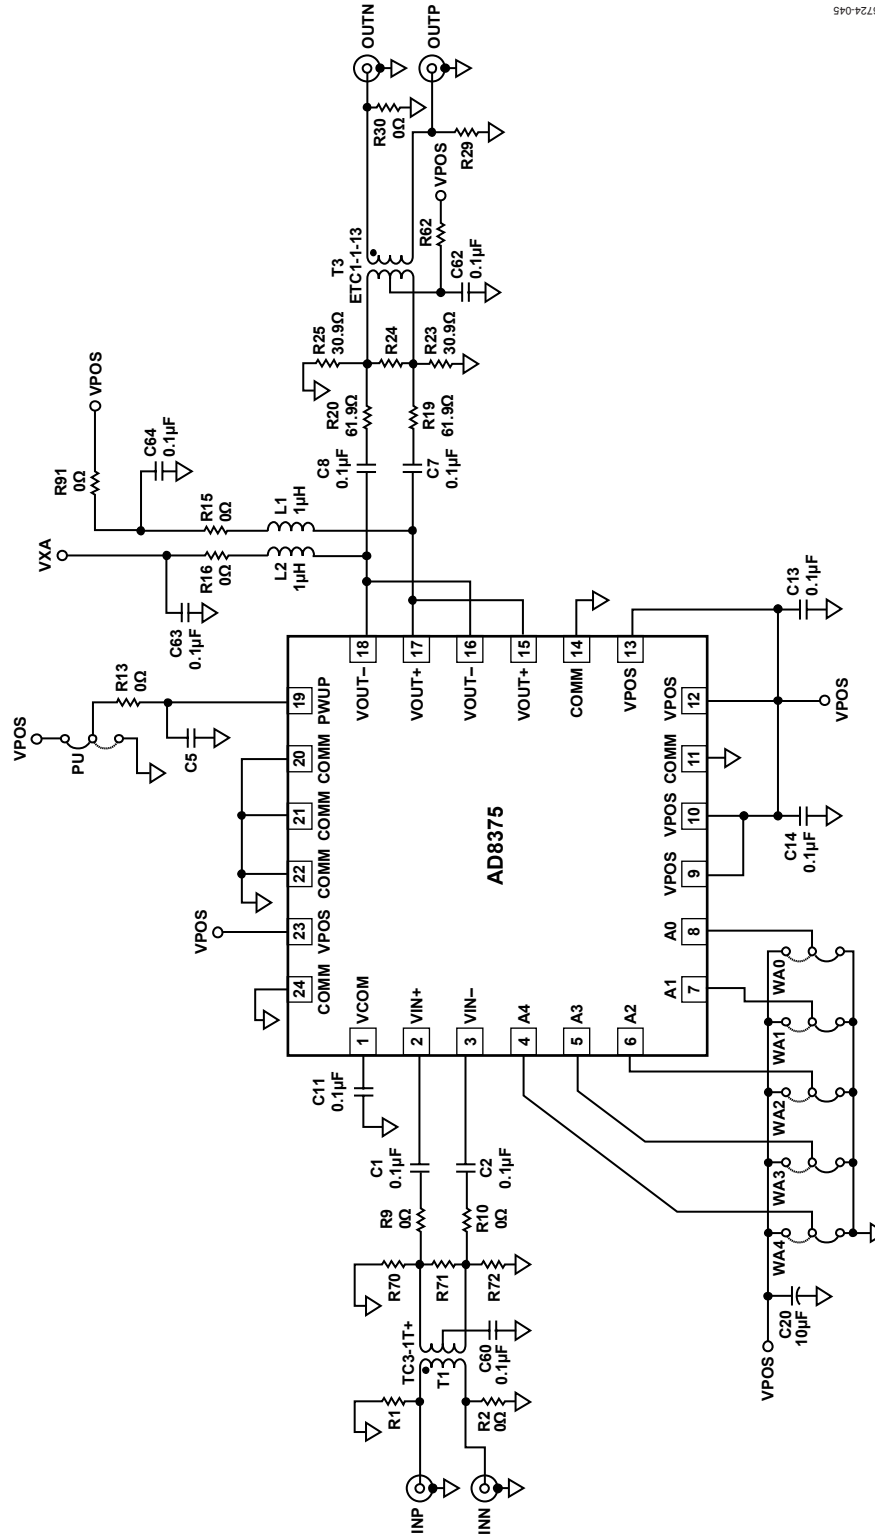 INP
INN
R1
R2
0Ω
TC3-1T+
T1
C60
0.1µF
R70
R71
R72
R9
0Ω
R10
0Ω
C1
0.1µF
C2
0.1µF
C11
0.1µF
VPOS
C20
10µF
WA4
WA3
WA2
WA1
WA0
AD8375
1
VCOM
2
VIN+
3
VIN−
4
A4
5
A3
6
A2
7
A1
8
A0
9
VPOS
10
VPOS
11
COMM
12
VPOS
13
VPOS
14
COMM
15
VOUT+
16
VOUT−
17
VOUT+
18
VOUT−
19
PWUP
20
COMM
21
COMM
22
COMM
23
VPOS
24
COMM
VPOS
VPOS
PU
R13
0Ω
C5
C14
0.1µF
VPOS
C13
0.1µF
VXA
C63
0.1µF
R16
0Ω
L2
1µH
R15
0Ω
L1
1µH
R91
0Ω
C64
0.1µF
VPOS
C8
0.1µF
C7
0.1µF
R20
61.9Ω
R19
61.9Ω
R25
30.9Ω
R24
R23
30.9Ω
T3
ETC1-1-13
C62
0.1µF
R62
VPOS
R30
0Ω
R29
OUTN
OUTP
6724-045